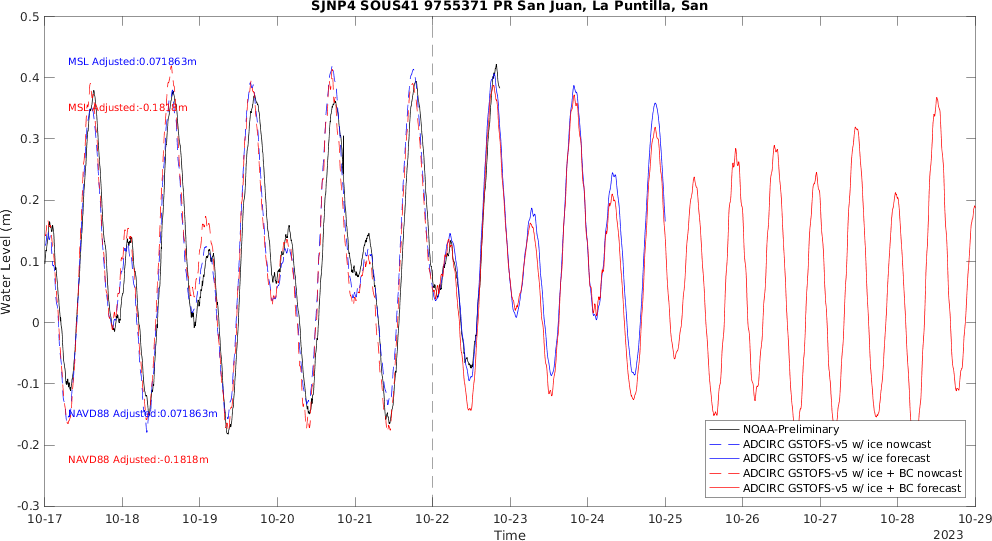 SJNP4 SOUS41 9755371 PR San Juan, La Puntilla, San
0.5
0.4
0.3
0.2
0.1
0
-0.1
-0.2
-0.3
Water Level (m)
MSL Adjusted:0.071863m
MSL Adjusted:-0.1818m
NAVD88 Adjusted:0.071863m
NAVD88 Adjusted:-0.1818m
NOAA-Preliminary
ADCIRC GSTOFS-v5 w/ ice nowcast
ADCIRC GSTOFS-v5 w/ ice forecast
ADCIRC GSTOFS-v5 w/ ice + BC nowcast
ADCIRC GSTOFS-v5 w/ ice + BC forecast
10-17 10-18 10-19 10-20 10-21 10-22 10-23 10-24 10-25 10-26 10-27 10-28 10-29
Time
2023